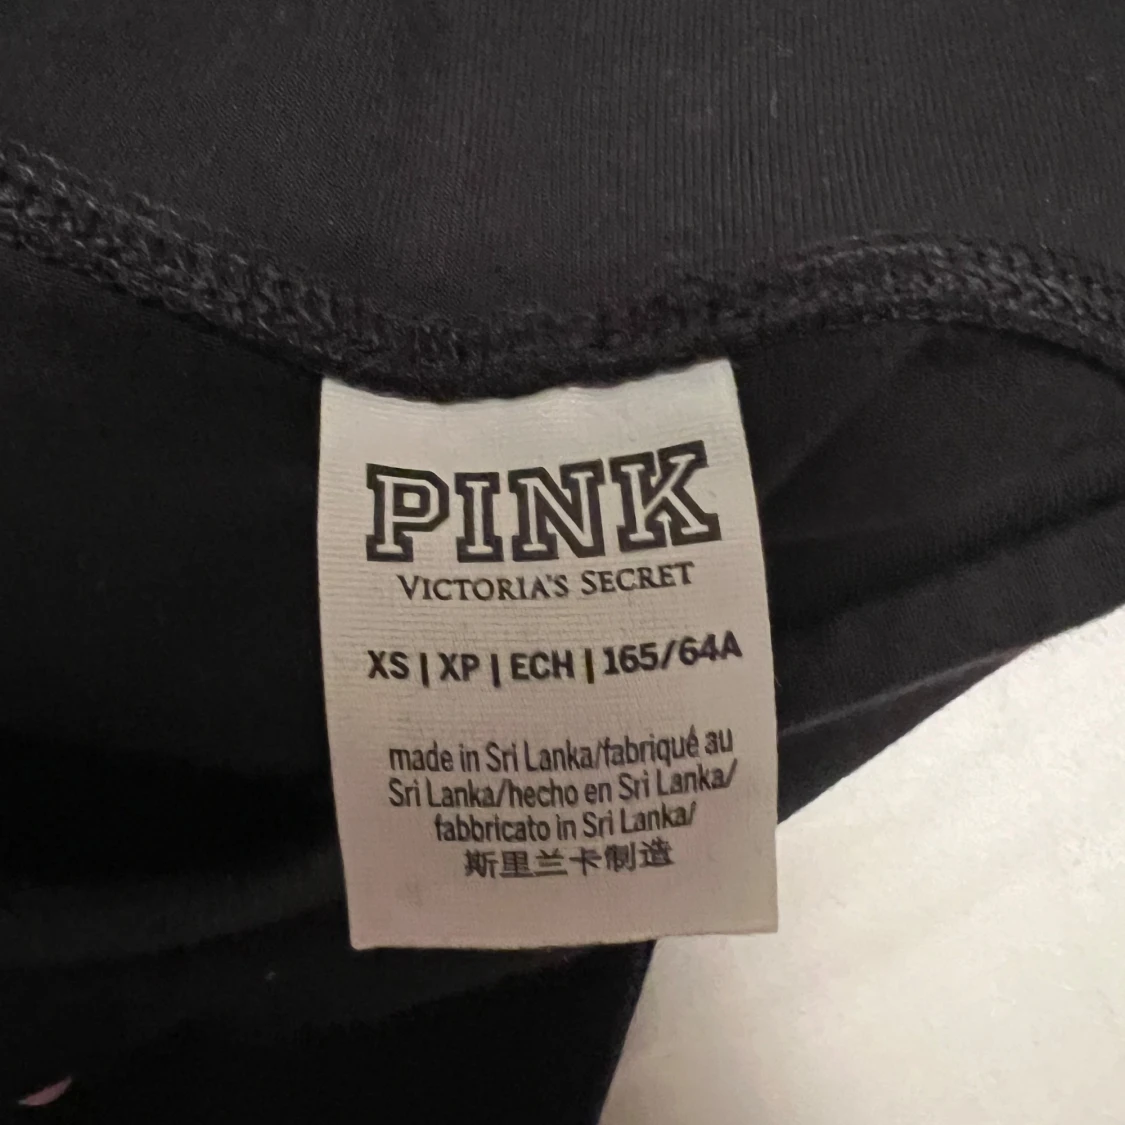 PINK
VICTORIA'S SECRET
XS | XP | ECH | 165/64A
made in Sri Lanka/fabriqué au
Sri Lanka/hecho en Sri Lanka/
fabbricato in Sri Lanka/
斯里兰卡制造